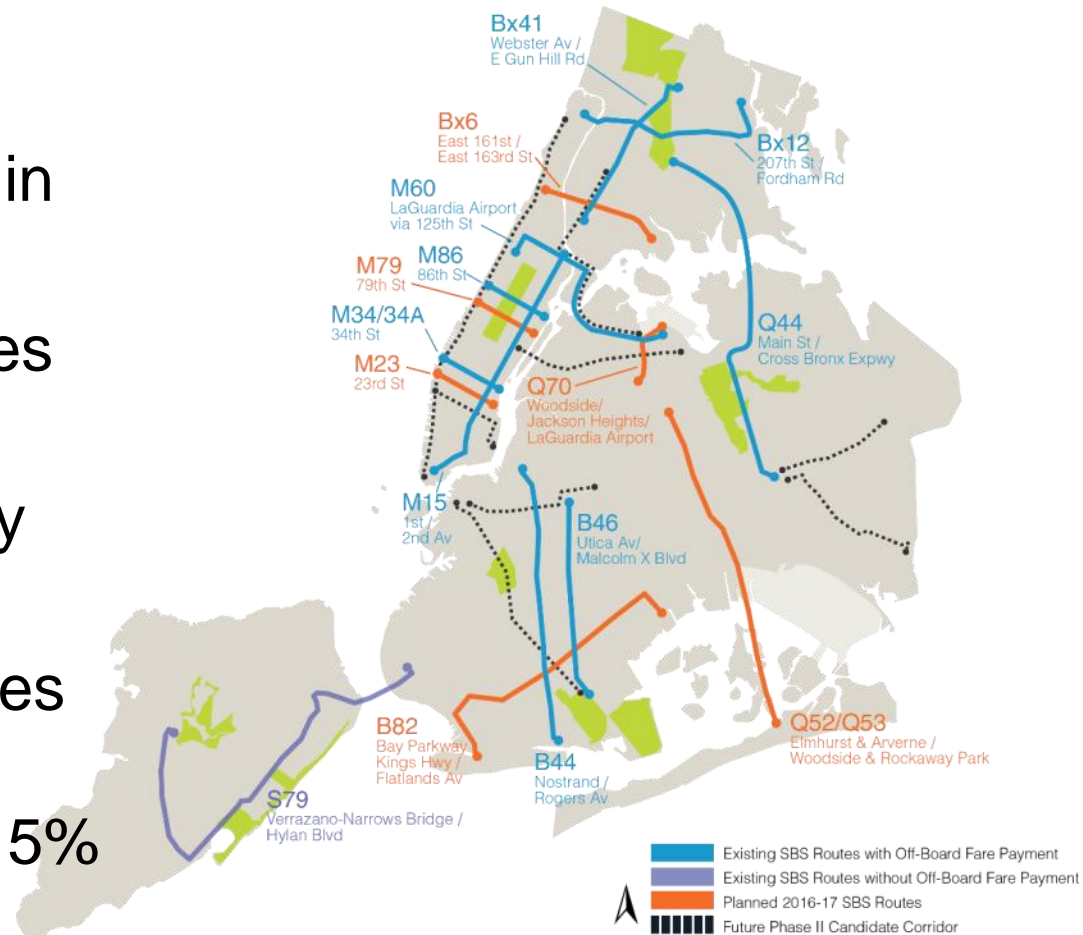 in
es
y
es
5%
Bx41
Webster Av /
E Gun Hill Rd
Bx6
East 161st /
East 163rd St
Bx12
207th St /
Fordham Rd
M60
LaGuardia Airport
via 125th St
M86
86th St
M79
79th St
M34/34A
34th St
M23
23rd St
Q44
Main St /
Cross Bronx Expwy
Q70
Woodside/
Jackson Heights/
LaGuardia Airport
M15
1st /
2nd Av
B46
Utica Av/
Malcolm X Blvd
B82
Bay Parkway
Kings Hwy /
Flatlands Av
B44
Nostrand /
Rogers Av
Q52/Q53
Elmhurst & Arverne /
Woodside & Rockaway Park
S79
Verrazano-Narrows Bridge /
Hylan Blvd
Existing SBS Routes with Off-Board Fare Payment
Existing SBS Routes without Off-Board Fare Payment
Planned 2016-17 SBS Routes
Future Phase II Candidate Corridor